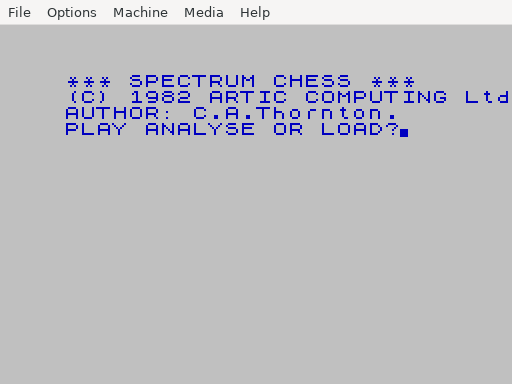 File Options Machine Media Help
*** SPECTRUM CHESS ***
(C) 1982 ARTIC COMPUTING Ltd
AUTHOR: C.A.Thornton.
PLAY ANALYSE OR LOAD?